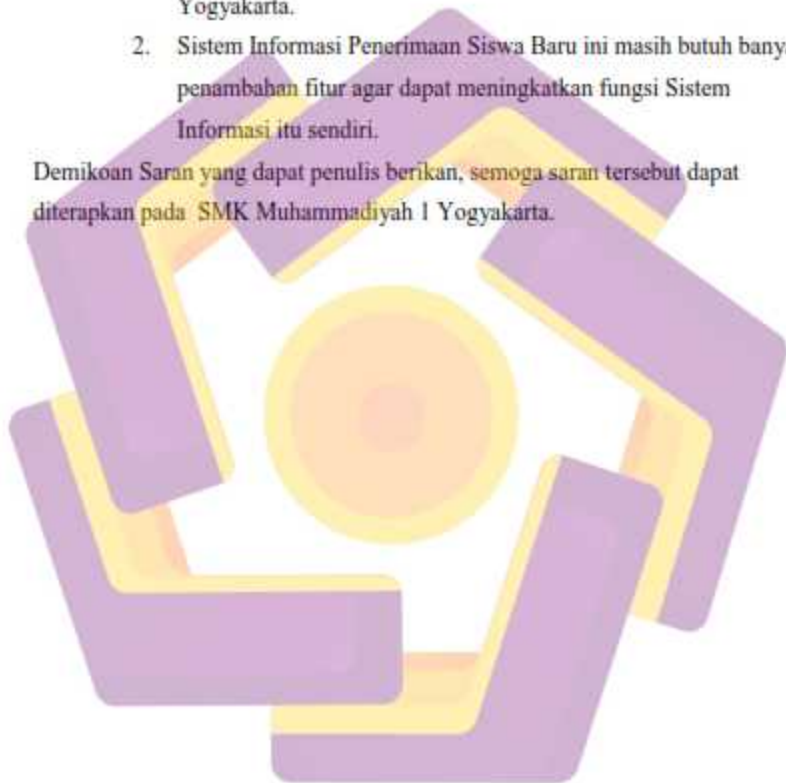 Yogyakarta.
2. Sistem Informasi Penerimaan Siswa Baru ini masih butuh
penambahan fitur agar dapat meningkatkan fungsi Sistem
Informasi itu sendiri.
Demikoan Saran yang dapat penulis berikan, semoga saran tersebut dapat
diterapkan pada SMK Muhammadiyah 1 Yogyakarta.